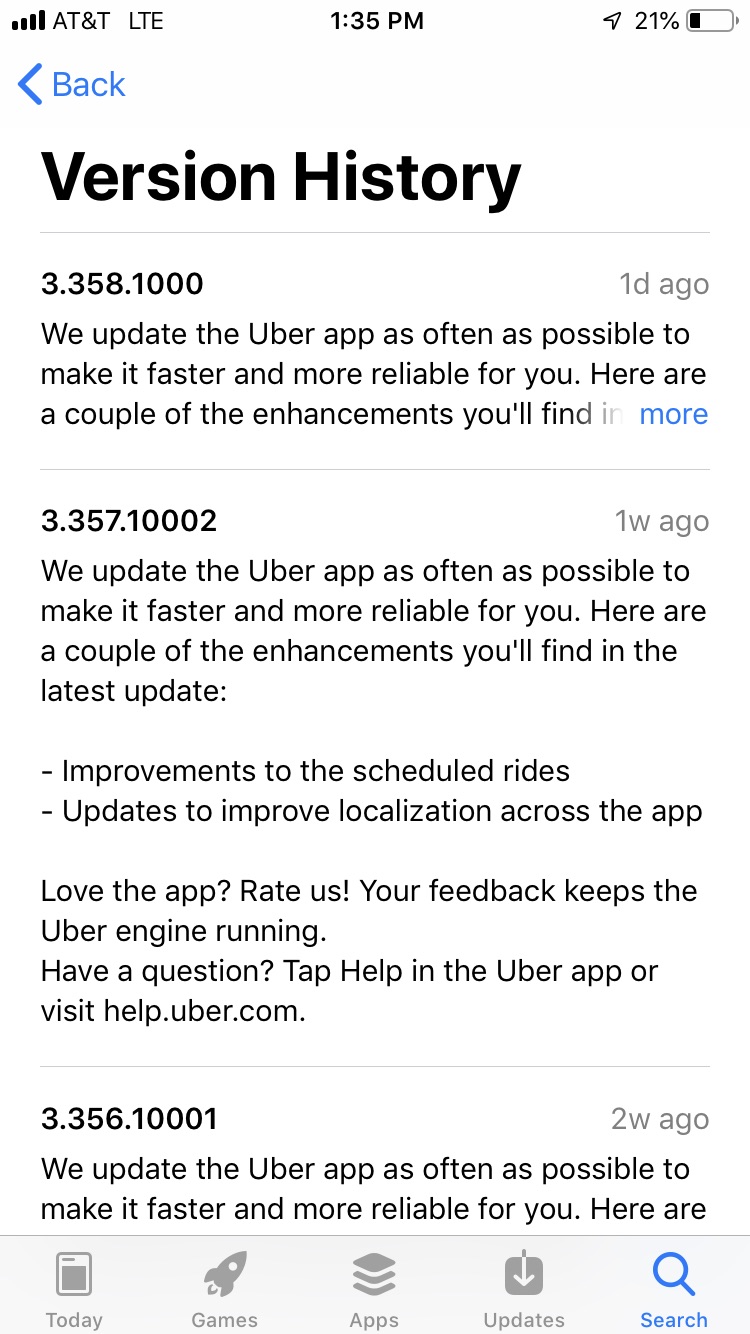 AT&T LTE 1:35 PM 21%
Back
Version History
3.358.1000 1d ago
We update the Uber app as often as possible to
make it faster and more reliable for you. Here are
a couple of the enhancements you'll find in more
3.357.10002 1w ago
We update the Uber app as often as possible to
make it faster and more reliable for you. Here are
a couple of the enhancements you'll find in the
latest update:
- Improvements to the scheduled rides
- Updates to improve localization across the app
Love the app? Rate us! Your feedback keeps the
Uber engine running.
Have a question? Tap Help in the Uber app or
visit help.uber.com.
3.356.10001 2w ago
We update the Uber app as often as possible to
make it faster and more reliable for you. Here are
Today Games Apps Updates Search